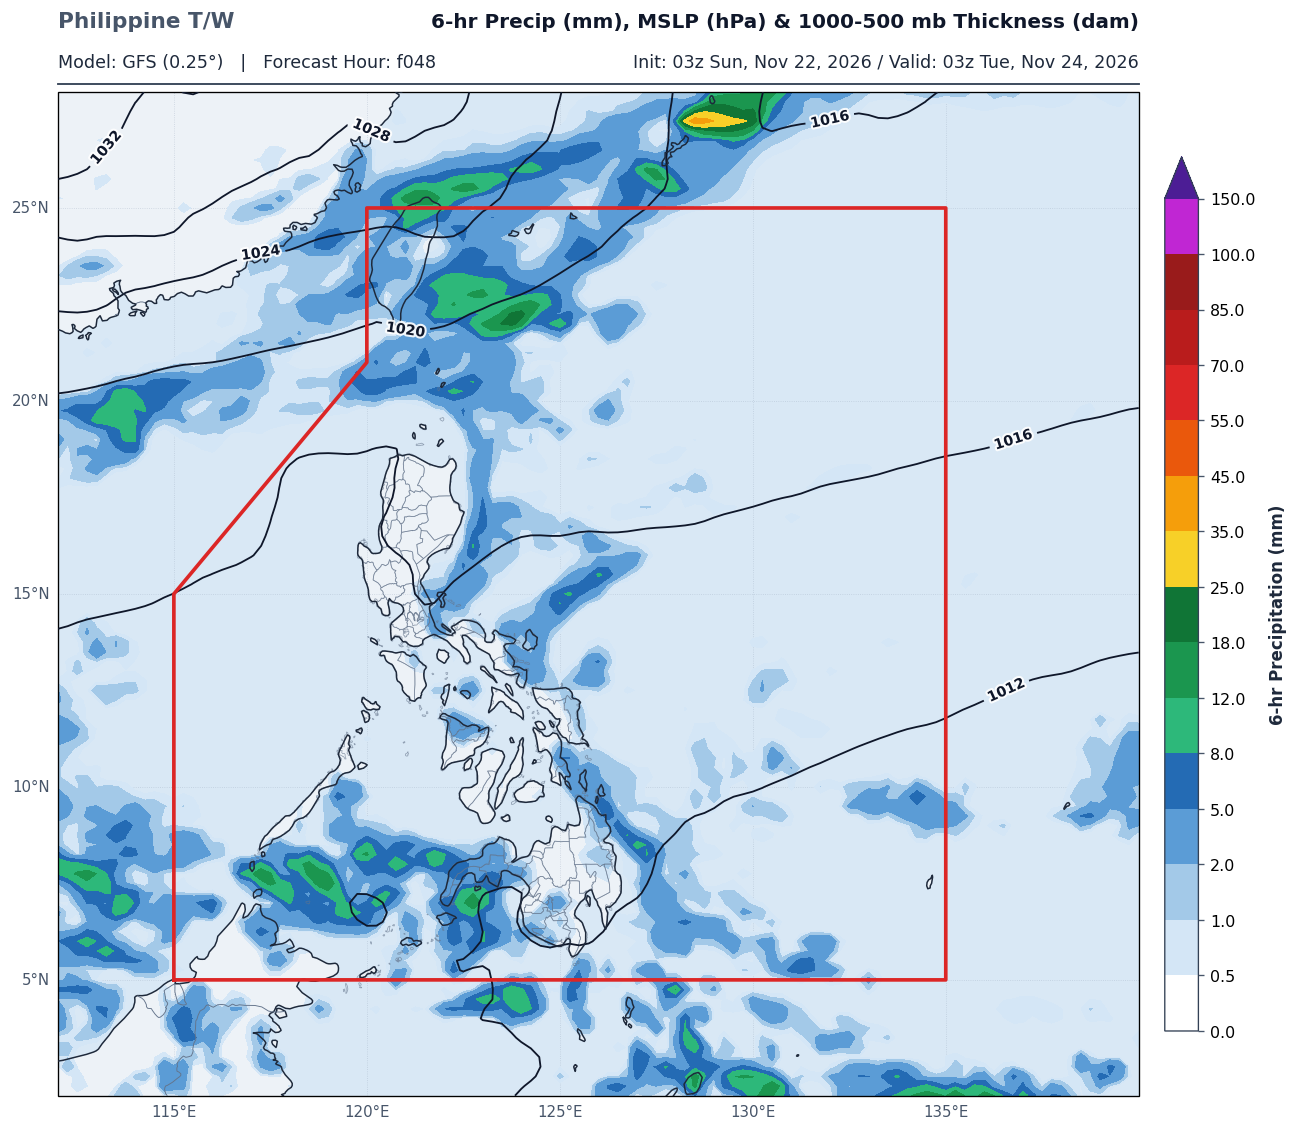 Philippine T/W
6-hr Precip (mm), MSLP (hPa) & 1000-500 mb Thickness (dam)
Model: GFS (0.25°) | Forecast Hour: f048
Init: 03z Sun, Nov 22, 2026 / Valid: 03z Tue, Nov 24, 2026
1032
1028
1016
1024
1020
1016
1012
25°N
20°N
15°N
10°N
5°N
115°E
120°E
125°E
130°E
135°E
150.0
100.0
85.0
70.0
55.0
45.0
35.0
25.0
18.0
12.0
8.0
5.0
2.0
1.0
0.5
0.0
6-hr Precipitation (mm)